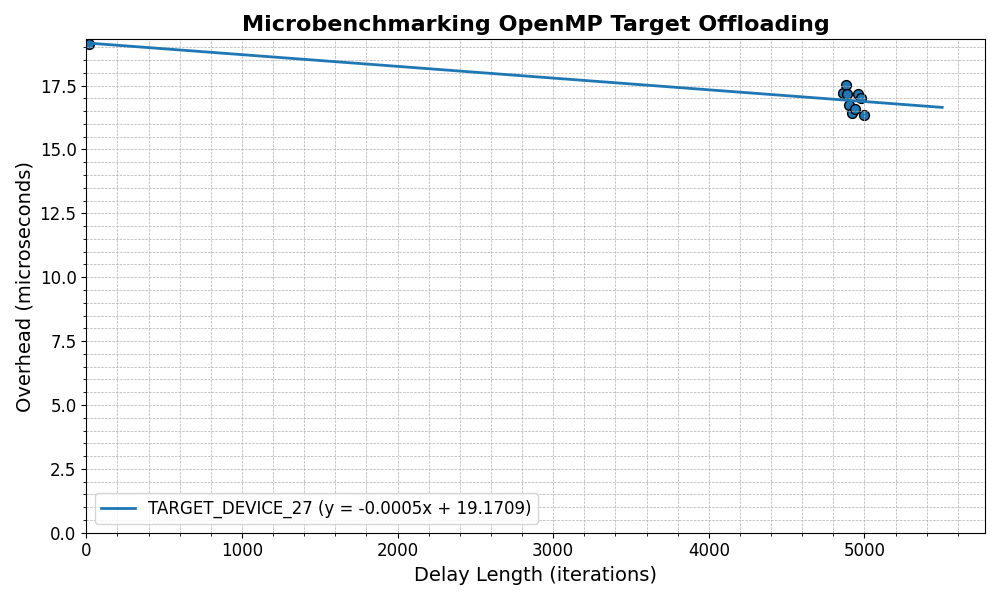 Microbenchmarking OpenMP Target Offloading
Overhead (microseconds)
17.5
15.0
12.5
10.0
7.5
5.0
2.5
0.0
TARGET_DEVICE_27 (y = -0.0005x + 19.1709)
0 1000 2000 3000 4000 5000
Delay Length (iterations)